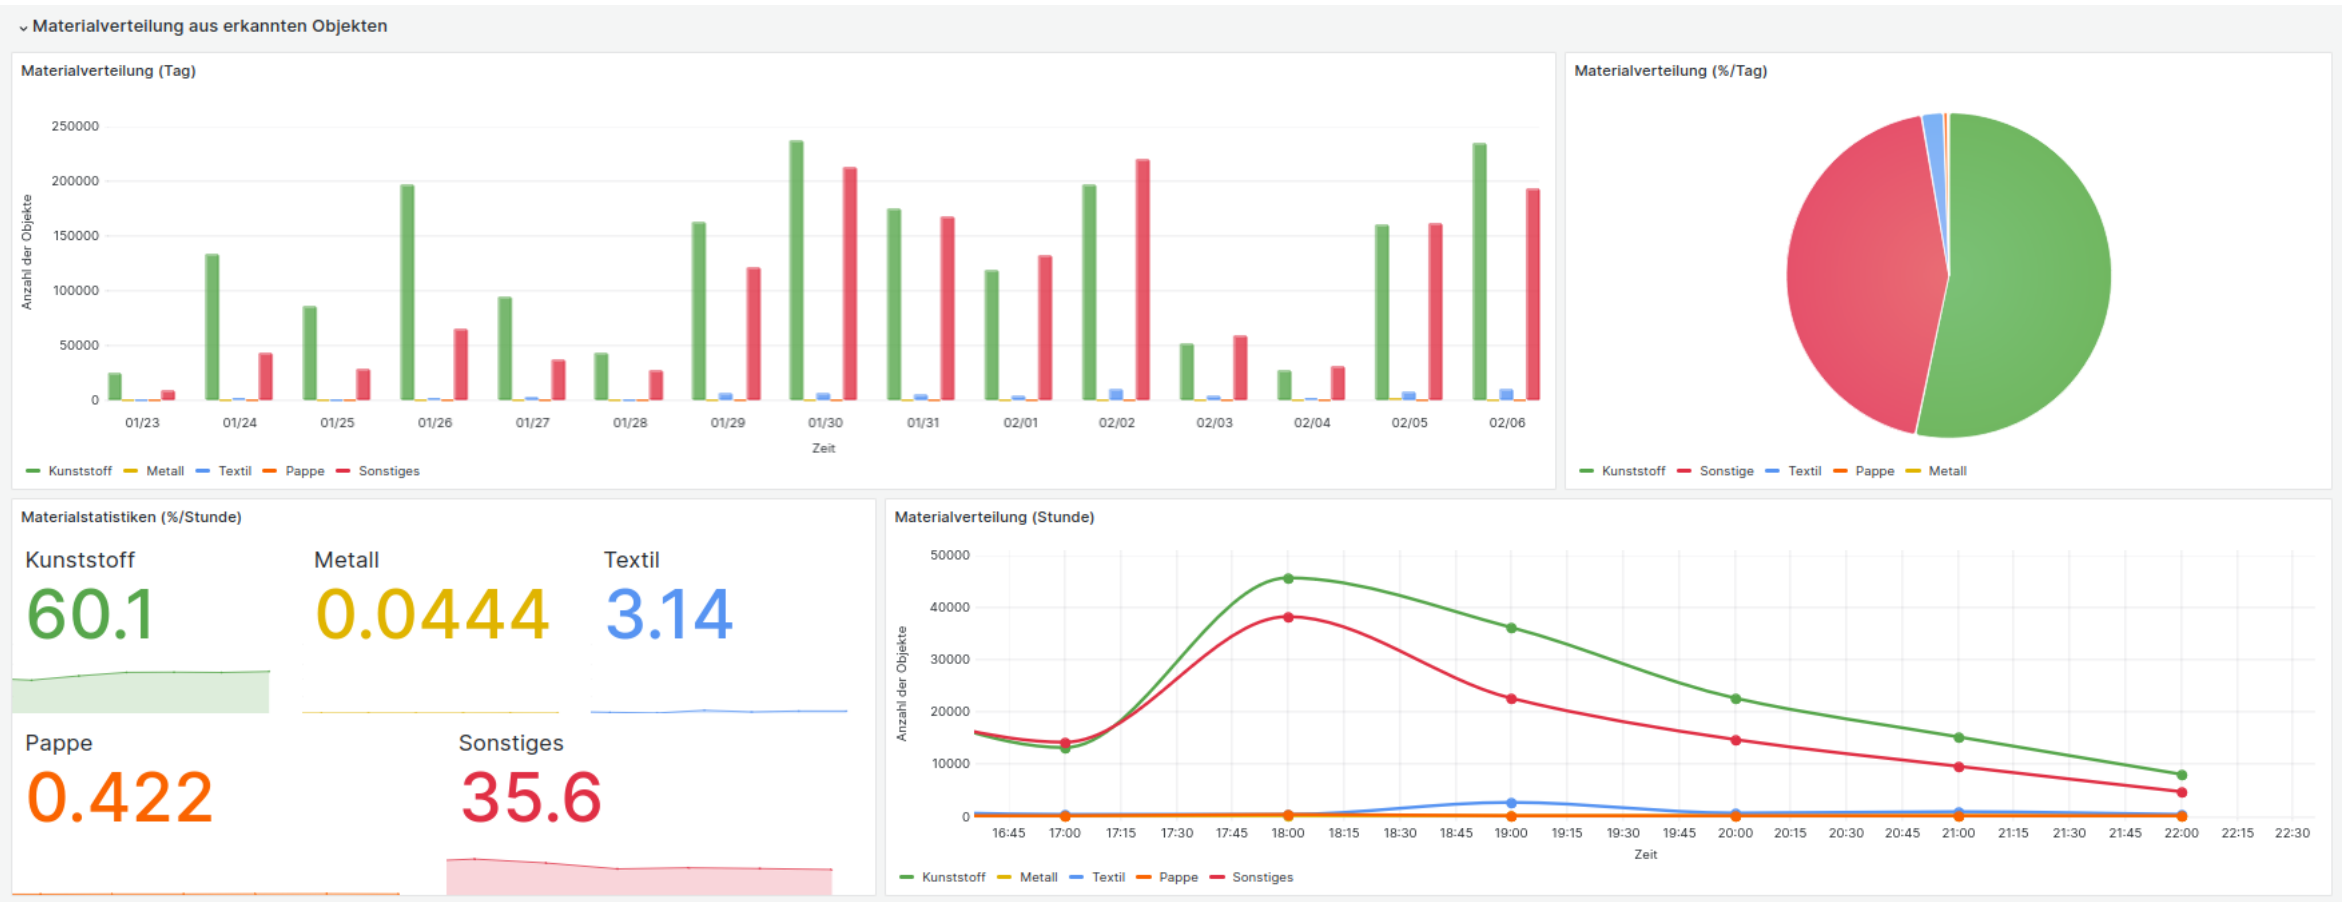 Materialverteilung aus erkannten Objekten
Materialverteilung (Tag)
Anzahl der Objekte
250000
200000
150000
100000
50000
0
01/23 01/24 01/25 01/26 01/27 01/28 01/29 01/30 01/31 02/01 02/02 02/03 02/04 02/05 02/06
Zeit
Kunststoff Metall Textil Pappe Sonstiges
Materialverteilung (%/Tag)
Kunststoff Sonstige Textil Pappe Metall
Materialstatistiken (%/Stunde)
Kunststoff Metall Textil
60.1 0.0444 3.14
Pappe Sonstiges
0.422 35.6
Materialverteilung (Stunde)
Anzahl der Objekte
50000
40000
30000
20000
10000
0
16:45 17:00 17:15 17:30 17:45 18:00 18:15 18:30 18:45 19:00 19:15 19:30 19:45 20:00 20:15 20:30 20:45 21:00 21:15 21:30 21:45 22:00 22:15 22:30
Zeit
Kunststoff Metall Textil Pappe Sonstiges